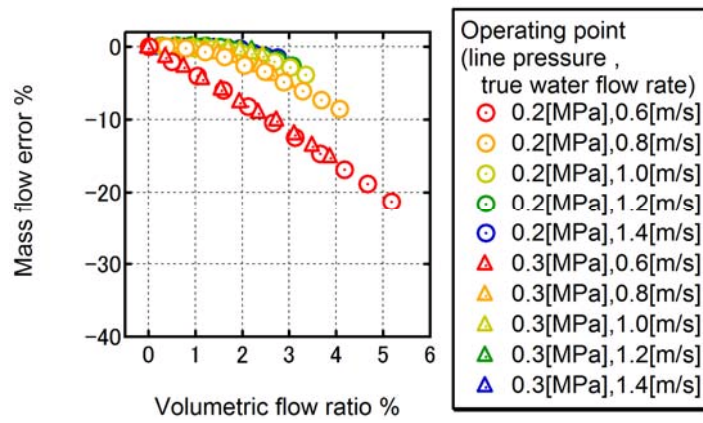 Mass flow error %
0
−10
−20
−30
−40
0 1 2 3 4 5 6
Volumetric flow ratio %
Operating point
(line pressure ,
true water flow rate)
0.2[MPa],0.6[m/s]
0.2[MPa],0.8[m/s]
0.2[MPa],1.0[m/s]
0.2[MPa],1.2[m/s]
0.2[MPa],1.4[m/s]
0.3[MPa],0.6[m/s]
0.3[MPa],0.8[m/s]
0.3[MPa],1.0[m/s]
0.3[MPa],1.2[m/s]
0.3[MPa],1.4[m/s]